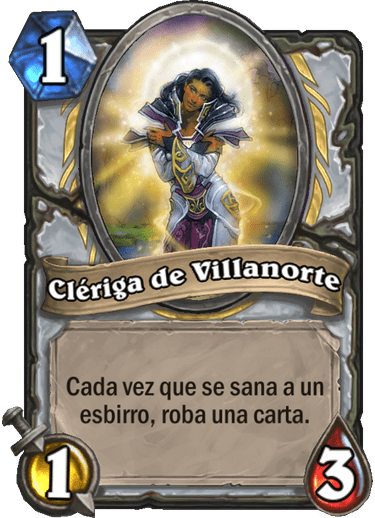 1
Clériga de Villanorte
Cada vez que se sana a un
esbirro, roba una carta.
1
3